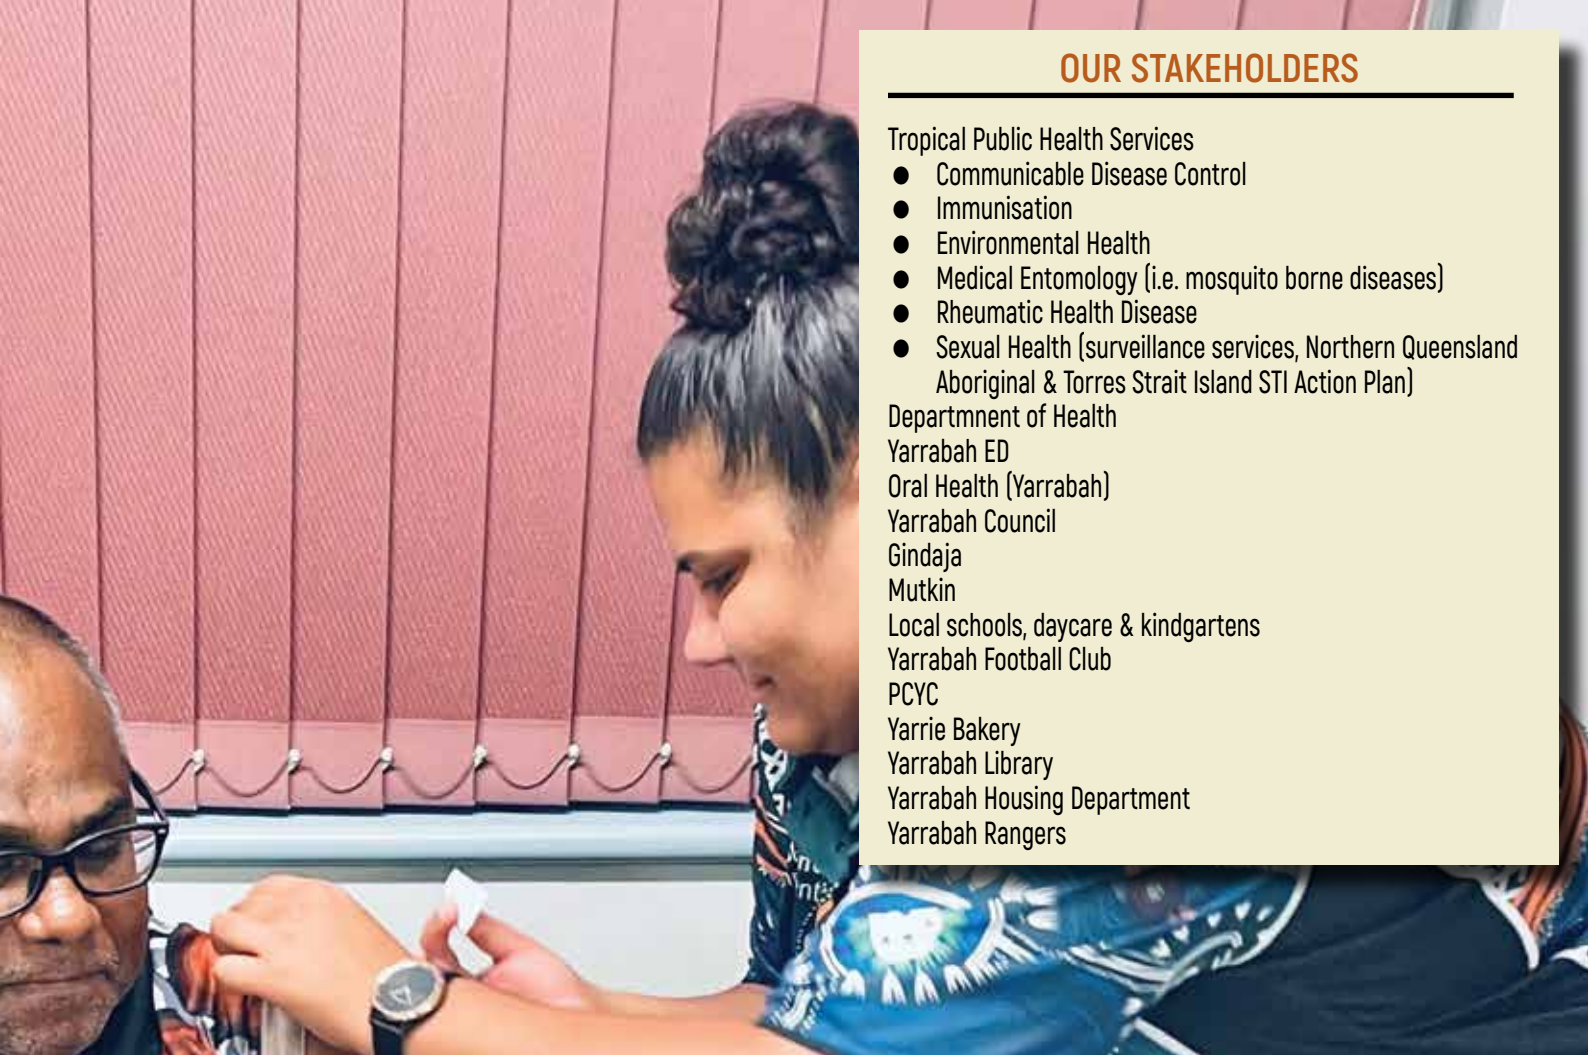 OUR STAKEHOLDERS
Tropical Public Health Services
● Communicable Disease Control
● Immunisation
● Environmental Health
● Medical Entomology (i.e. mosquito borne diseases)
● Rheumatic Health Disease
● Sexual Health (surveillance services, Northern Queensland
Aboriginal & Torres Strait Island STI Action Plan)
Departmnent of Health
Yarrabah ED
Oral Health (Yarrabah)
Yarrabah Council
Gindaja
Mutkin
Local schools, daycare & kindgartens
Yarrabah Football Club
PCYC
Yarrie Bakery
Yarrabah Library
Yarrabah Housing Department
Yarrabah Rangers